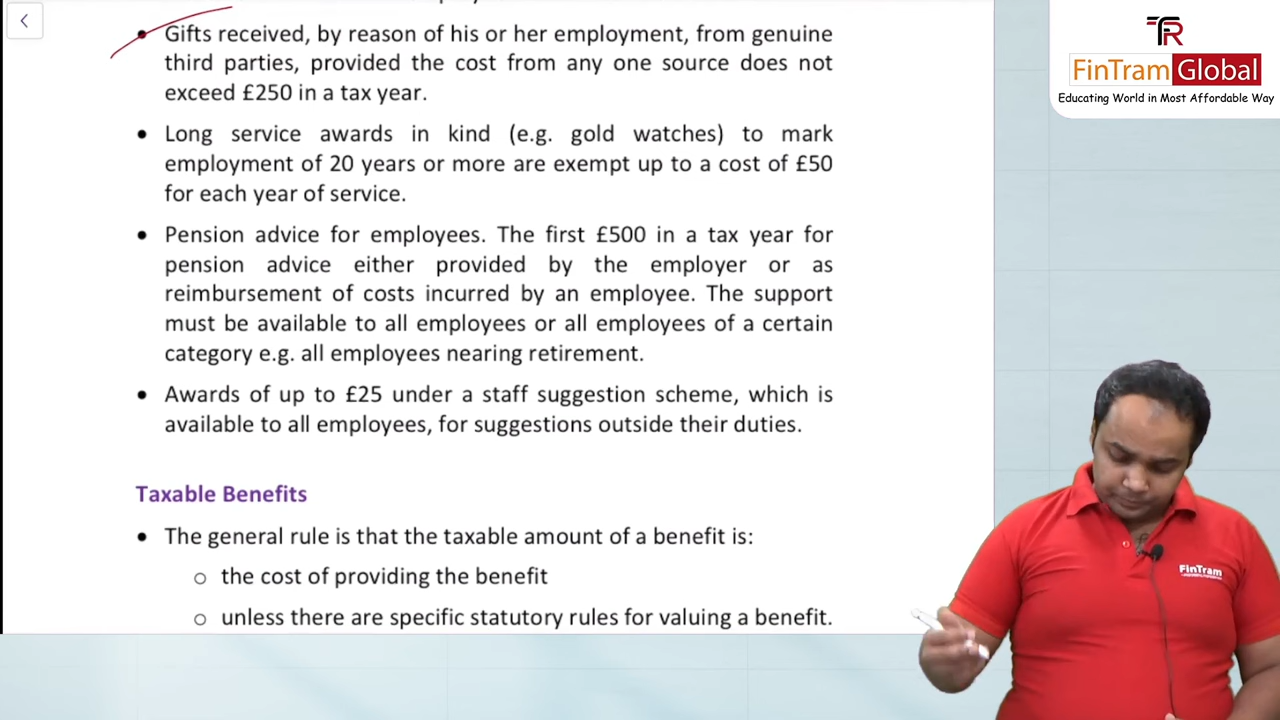 • Gifts received, by reason of his or her employment, from genuine
third parties, provided the cost from any one source does not
exceed £250 in a tax year.
• Long service awards in kind (e.g. gold watches) to mark
employment of 20 years or more are exempt up to a cost of £50
for each year of service.
• Pension advice for employees. The first £500 in a tax year for
pension advice either provided by the employer or as
reimbursement of costs incurred by an employee. The support
must be available to all employees or all employees of a certain
category e.g. all employees nearing retirement.
• Awards of up to £25 under a staff suggestion scheme, which is
available to all employees, for suggestions outside their duties.
Taxable Benefits
• The general rule is that the taxable amount of a benefit is:
o the cost of providing the benefit
o unless there are specific statutory rules for valuing a benefit.
FinTram Global
Educating World in Most Affordable Way
FinTram